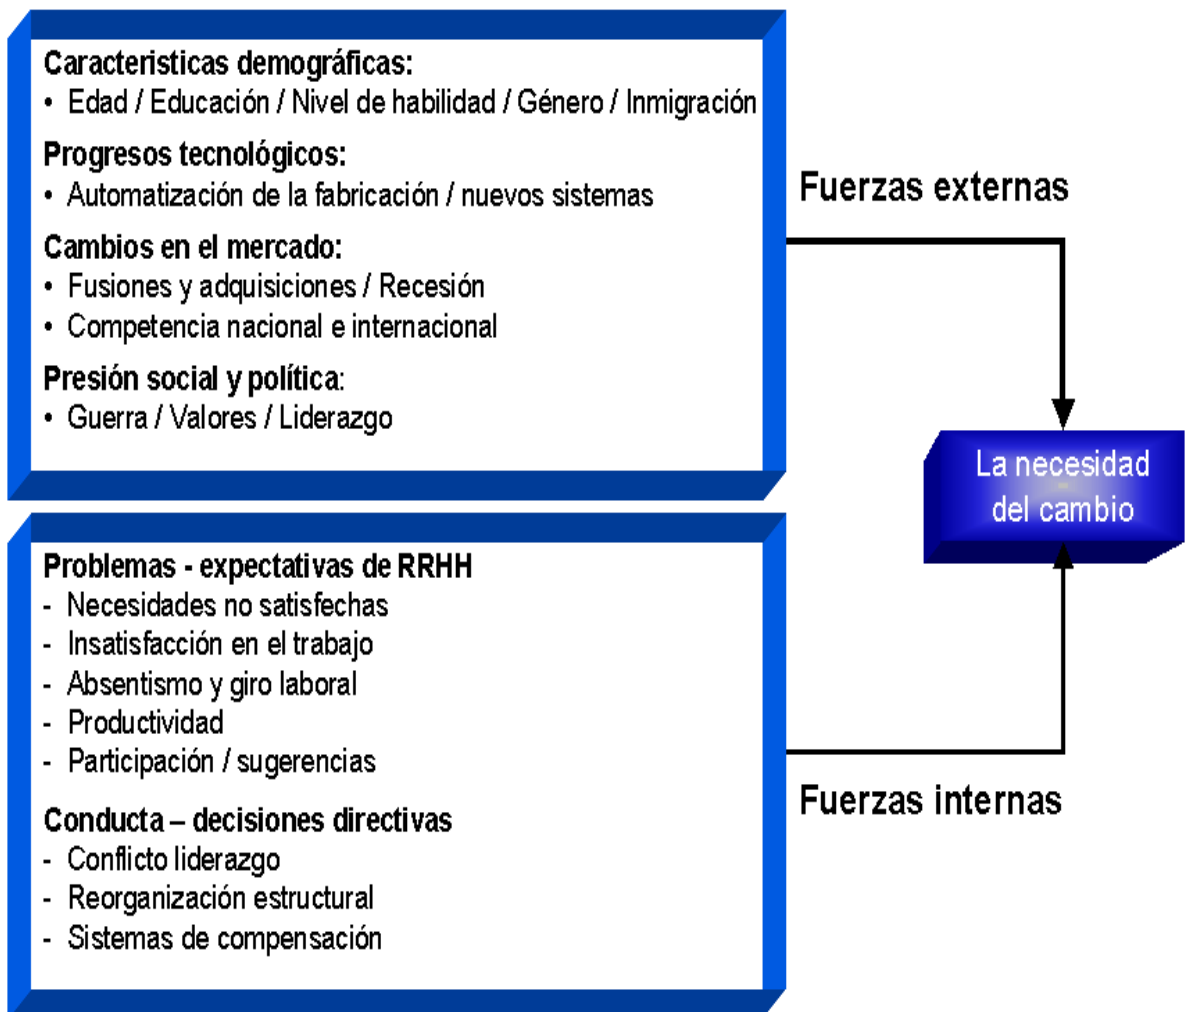 Caracteristicas demográficas:
• Edad / Educación / Nivel de habilidad / Género / Inmigración
Progresos tecnológicos:
• Automatización de la fabricación / nuevos sistemas
Cambios en el mercado:
• Fusiones y adquisiciones / Recesión
• Competencia nacional e internacional
Presión social y política:
• Guerra / Valores / Liderazgo
Fuerzas externas
La necesidad
del cambio
Problemas - expectativas de RRHH
- Necesidades no satisfechas
- Insatisfacción en el trabajo
- Absentismo y giro laboral
- Productividad
- Participación / sugerencias
Conducta – decisiones directivas
- Conflicto liderazgo
- Reorganización estructural
- Sistemas de compensación
Fuerzas internas